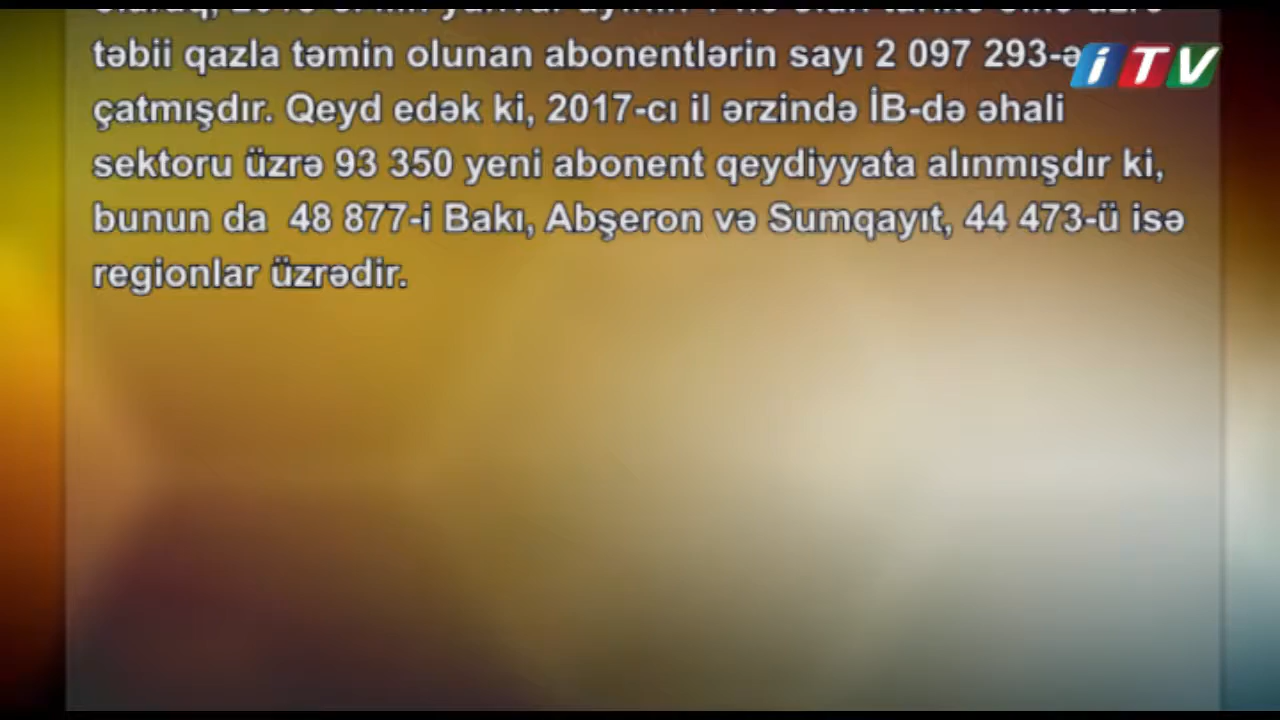 təbii qazla təmin olunan abonentlərin sayı 2 097 293-ə
iTV
çatmışdır. Qeyd edək ki, 2017-cı il ərzində İB-də əhali
sektoru üzrə 93 350 yeni abonent qeydiyyata alınmışdır ki,
bunun da 48 877-i Bakı, Abşeron və Sumqayıt, 44 473-ü isə
regionlar üzrədir.